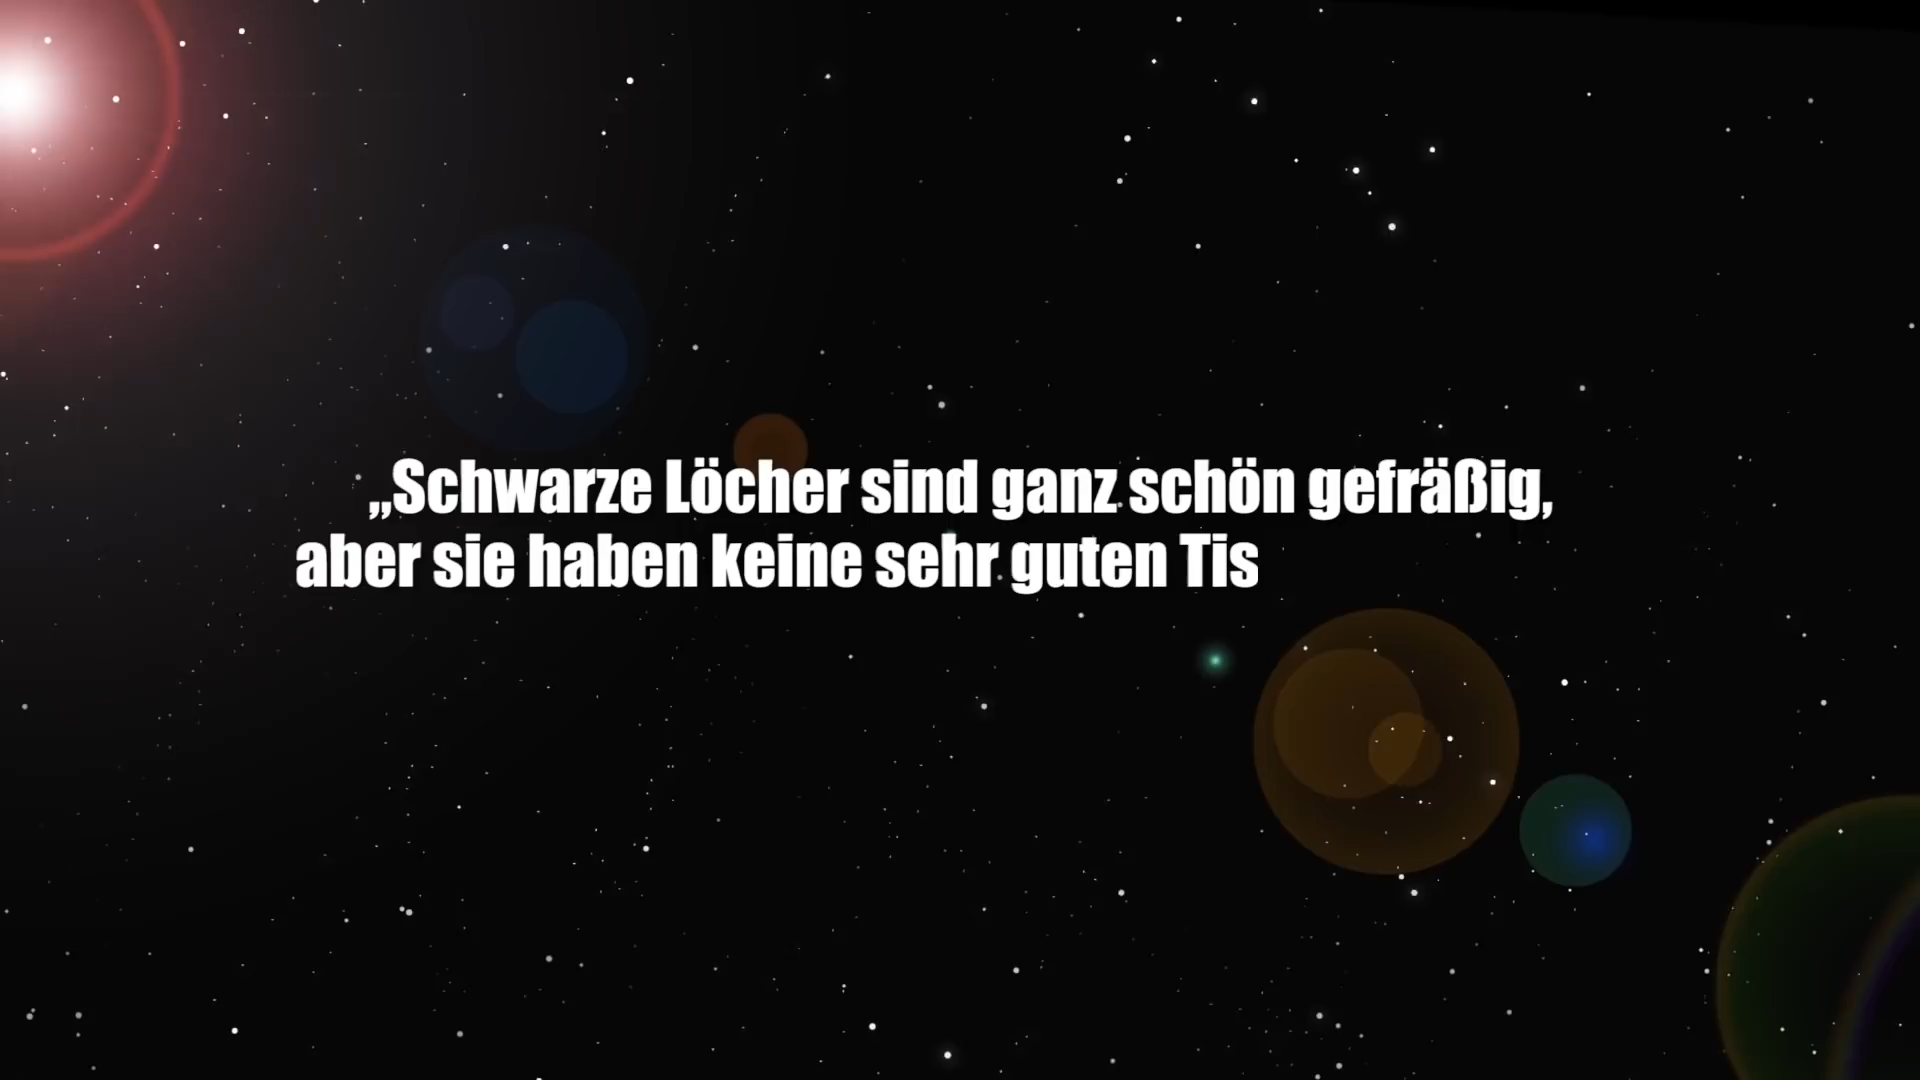 „Schwarze Löcher sind ganz schön gefräßig,
aber sie haben keine sehr guten Tis